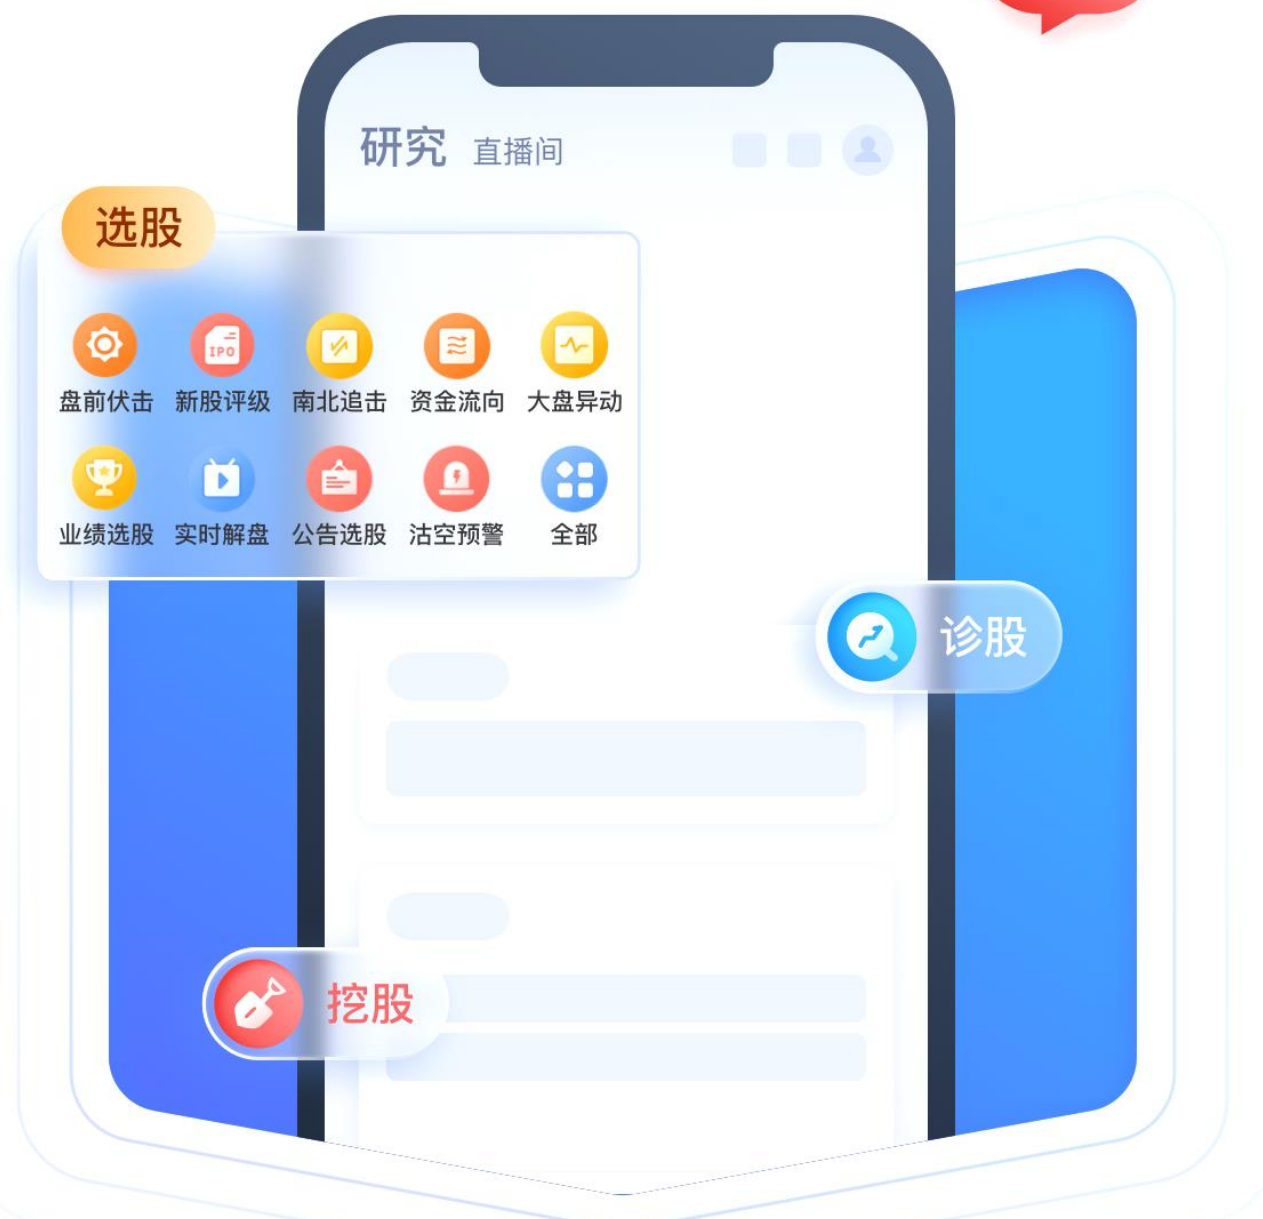 研究 直播间
选股
IPO
盘前伏击 新股评级 南北追击 资金流向 大盘异动
业绩选股 实时解盘 公告选股 沽空预警 全部
诊股
挖股